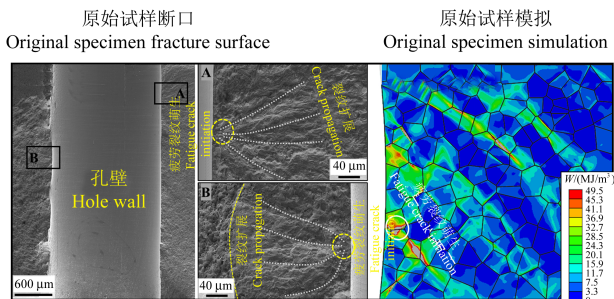 原始试样断口
Original specimen fracture surface
原始试样模拟
Original specimen simulation
A
B
孔壁
Hole wall
600 μm
疲劳裂纹萌生
Fatigue crack
initiation
A
裂纹扩展
Crack propagation
40 μm
B
裂纹扩展
Crack propagation
40 μm
疲劳裂纹萌生
Fatigue crack
initiation
疲劳裂纹萌生
Fatigue crack initiation
W/(MJ/m³)
49.5
45.4
41.1
36.9
32.7
28.5
24.3
20.1
15.9
11.7
7.5
3.3